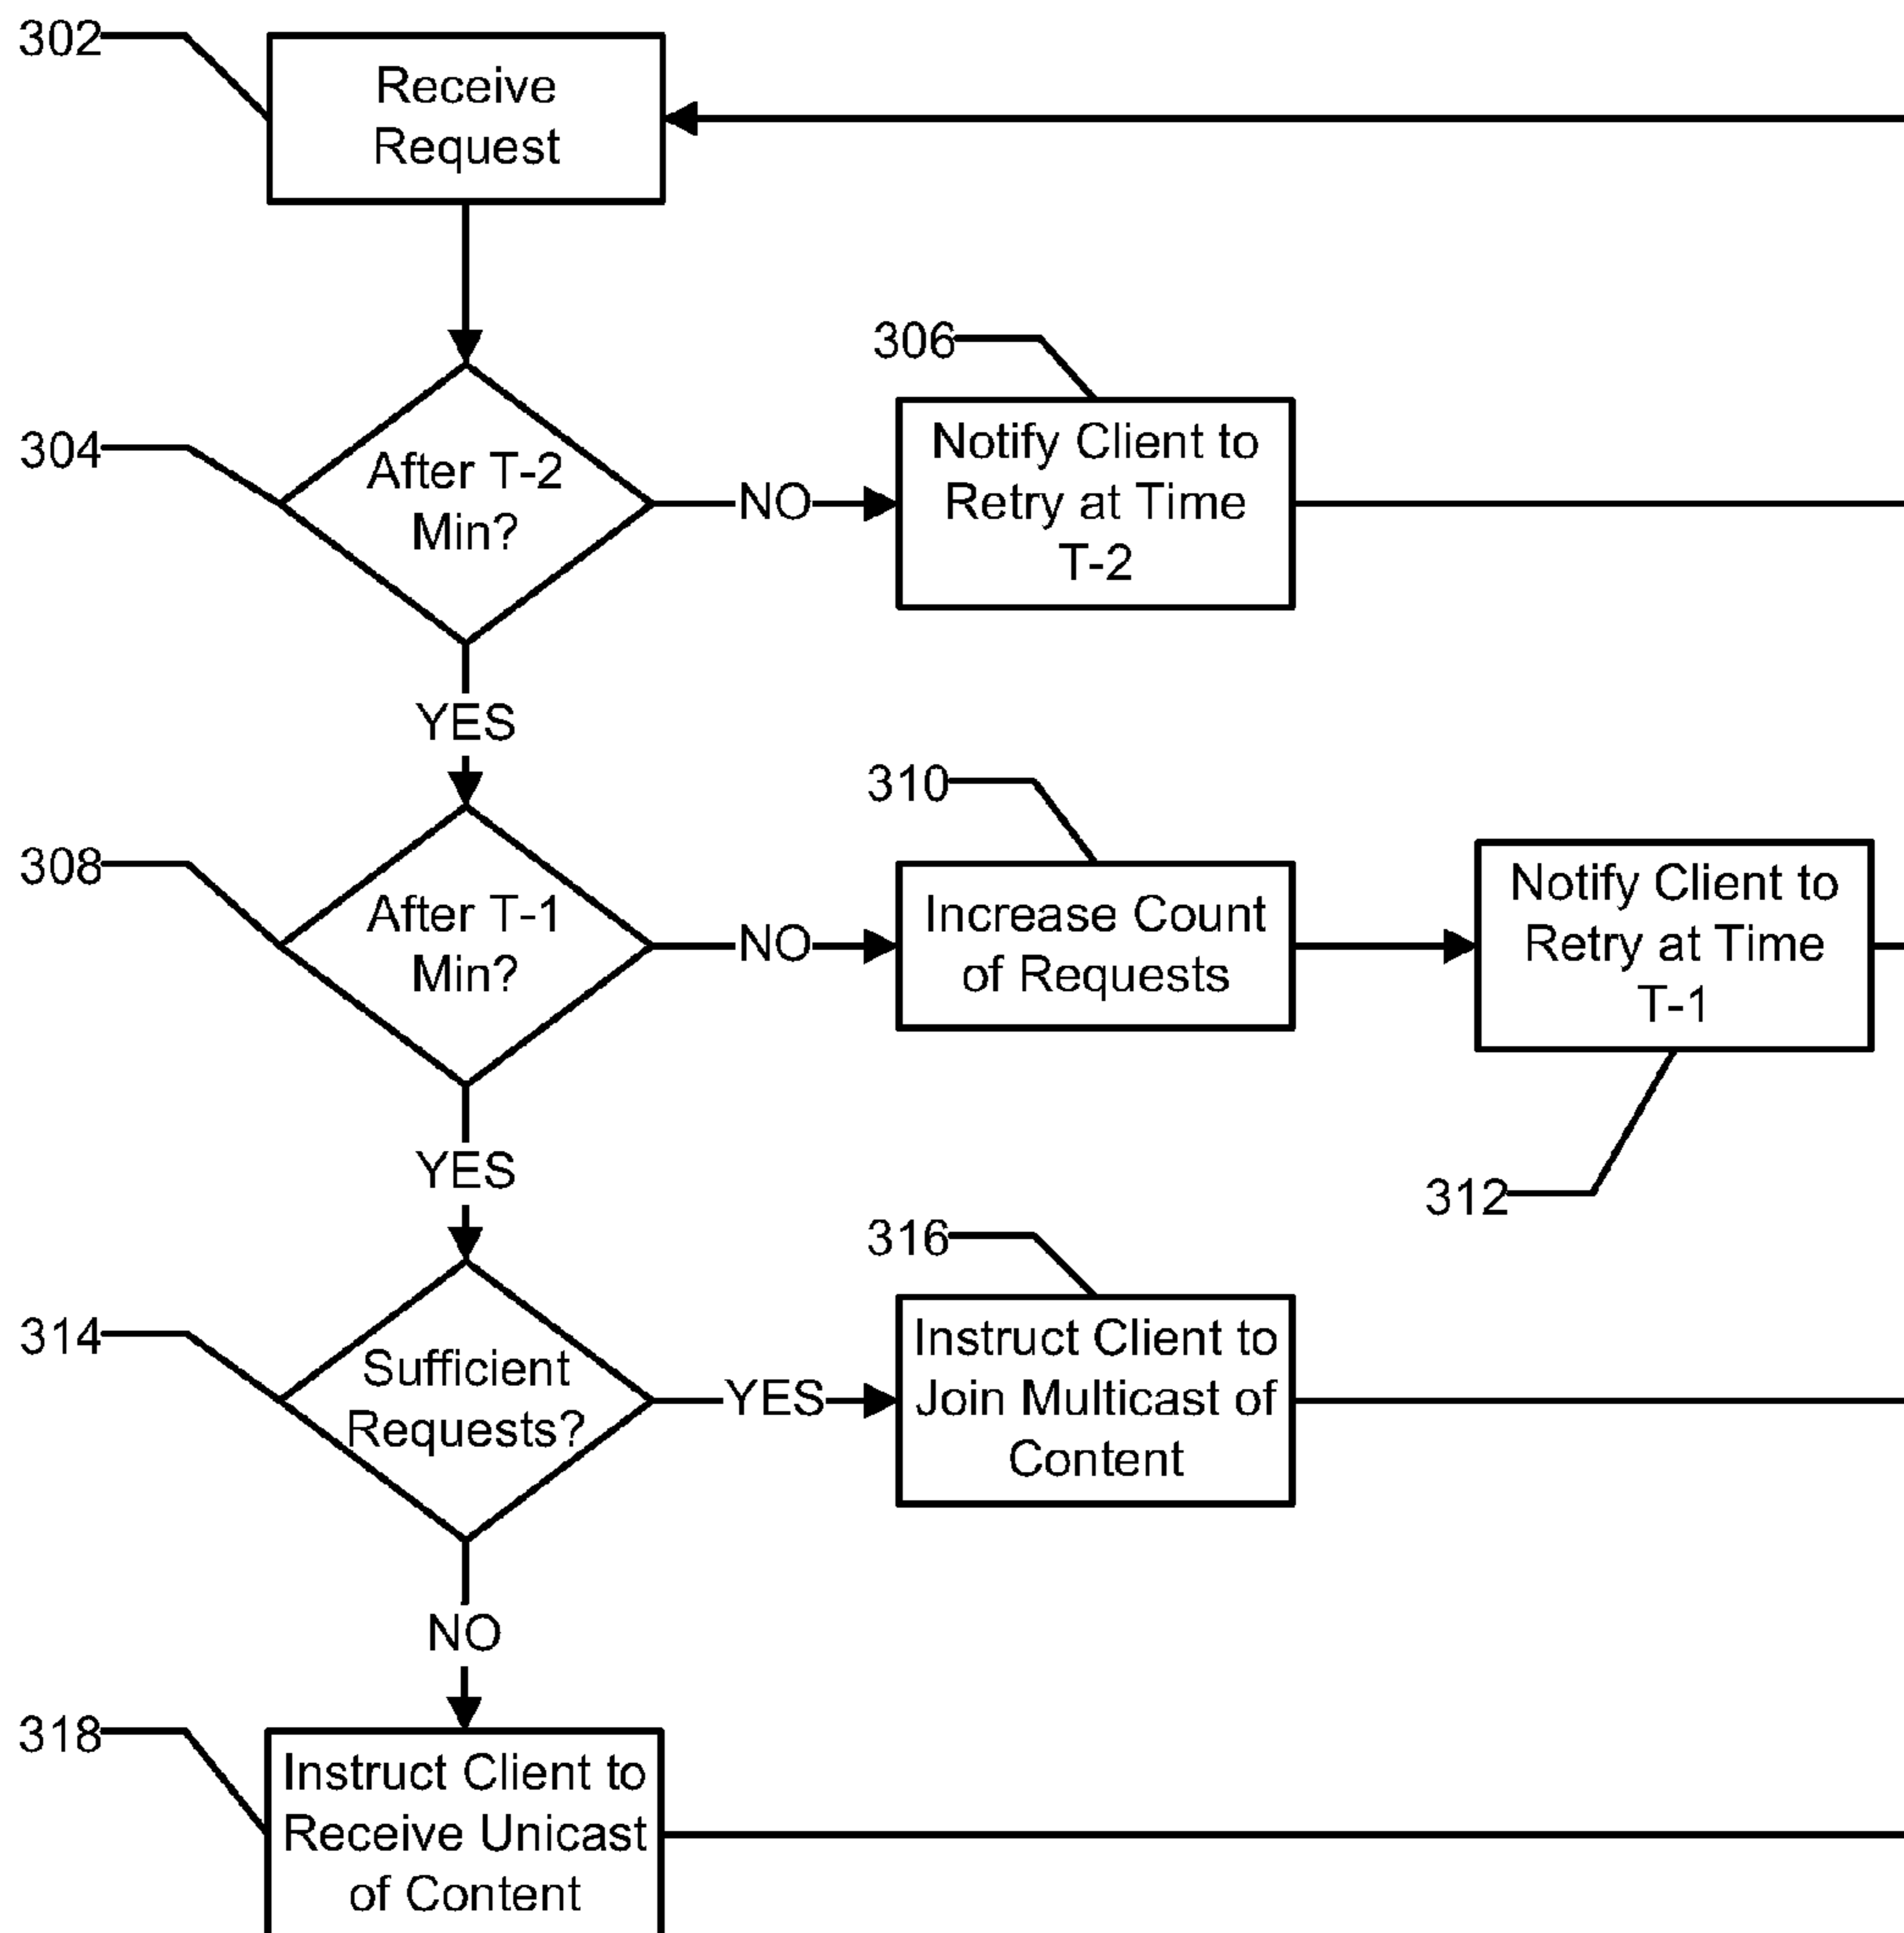 302
Receive
Request
304
After T-2
Min?
NO
306
Notify Client to
Retry at Time
T-2
YES
308
After T-1
Min?
NO
310
Increase Count
of Requests
Notify Client to
Retry at Time
T-1
312
YES
314
Sufficient
Requests?
YES
316
Instruct Client to
Join Multicast of
Content
NO
318
Instruct Client to
Receive Unicast
of Content